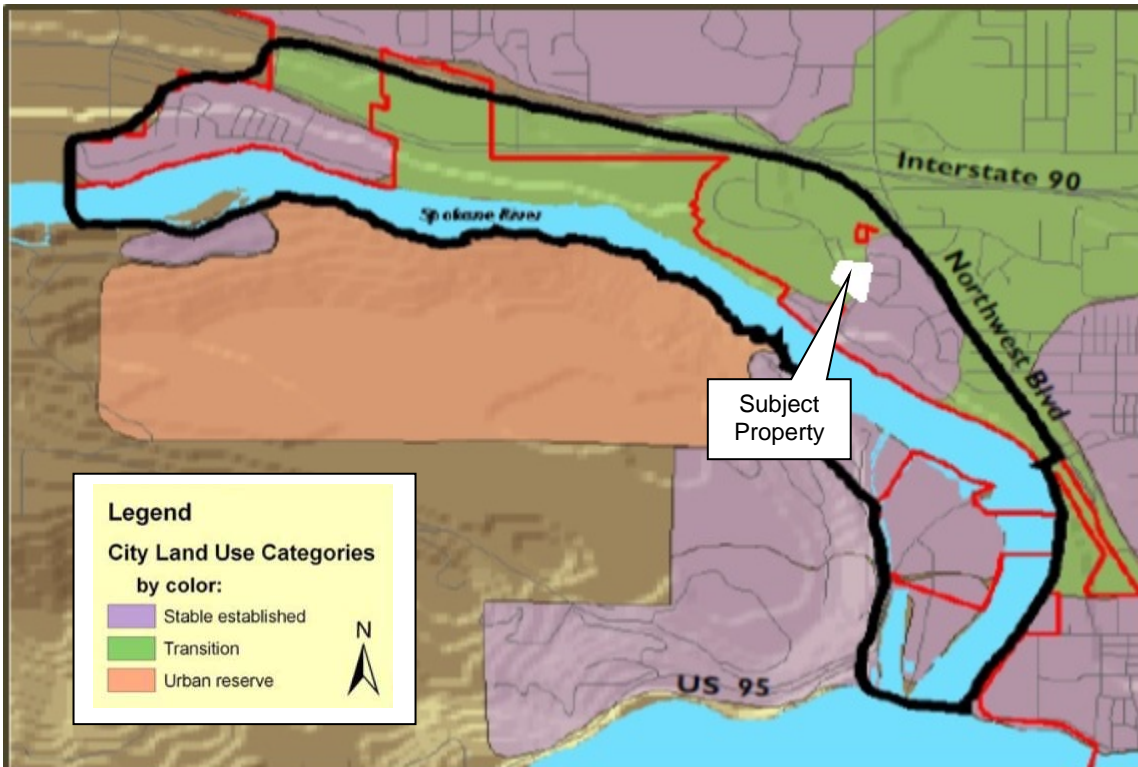 Interstate 90
Spokane River
Northwest Blvd
Subject
Property
Legend
City Land Use Categories
by color:
Stable established
Transition
Urban reserve
N
US 95